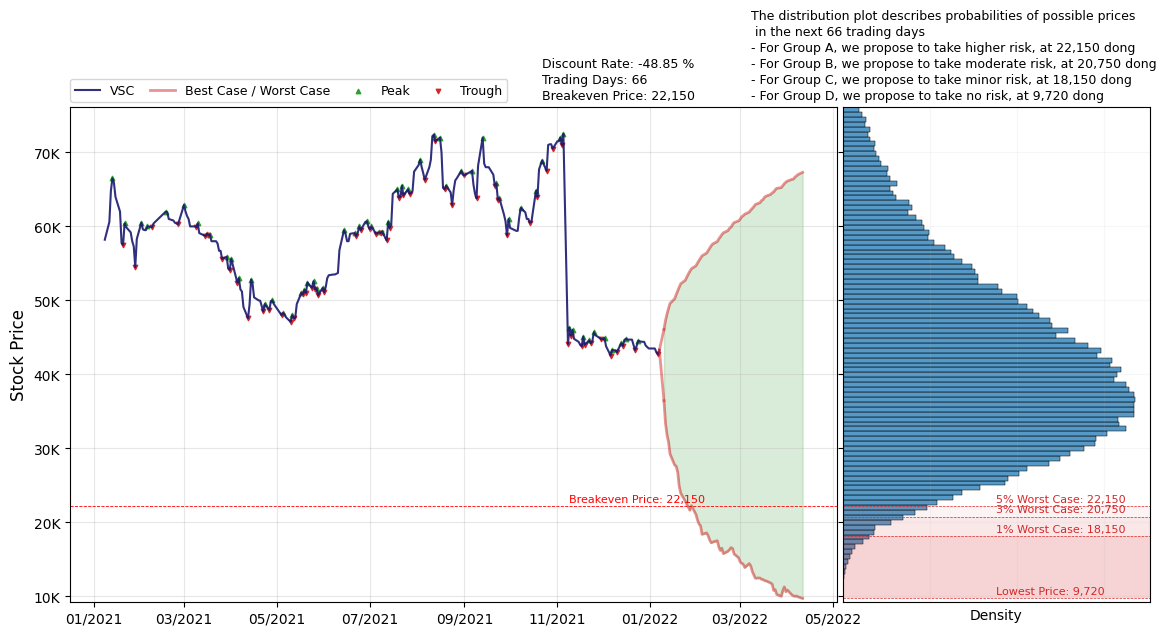 The distribution plot describes probabilities of possible prices
in the next 66 trading days
- For Group A, we propose to take higher risk, at 22,150 dong
- For Group B, we propose to take moderate risk, at 20,750 dong
- For Group C, we propose to take minor risk, at 18,150 dong
- For Group D, we propose to take no risk, at 9,720 dong
Discount Rate: -48.85 %
Trading Days: 66
Breakeven Price: 22,150
VSC
Best Case / Worst Case
Peak
Trough
Stock Price
70K
60K
50K
40K
30K
20K
10K
Breakeven Price: 22,150
5% Worst Case: 22,150
3% Worst Case: 20,750
1% Worst Case: 18,150
Lowest Price: 9,720
01/2021
03/2021
05/2021
07/2021
09/2021
11/2021
01/2022
03/2022
05/2022
Density